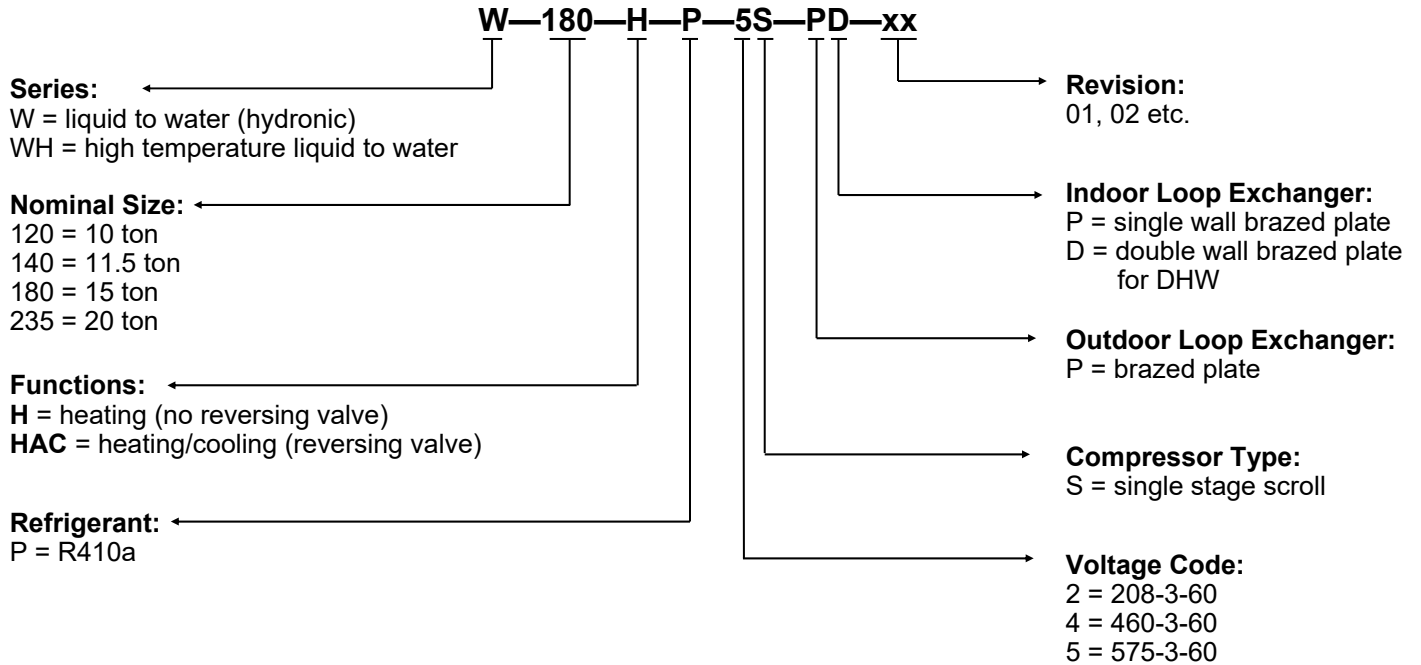 W—180—H—P—5S—PD—xx
Series:
W = liquid to water (hydronic)
WH = high temperature liquid to water
Nominal Size:
120 = 10 ton
140 = 11.5 ton
180 = 15 ton
235 = 20 ton
Functions:
H = heating (no reversing valve)
HAC = heating/cooling (reversing valve)
Refrigerant:
P = R410a
Revision:
01, 02 etc.
Indoor Loop Exchanger:
P = single wall brazed plate
D = double wall brazed plate
for DHW
Outdoor Loop Exchanger:
P = brazed plate
Compressor Type:
S = single stage scroll
Voltage Code:
2 = 208-3-60
4 = 460-3-60
5 = 575-3-60